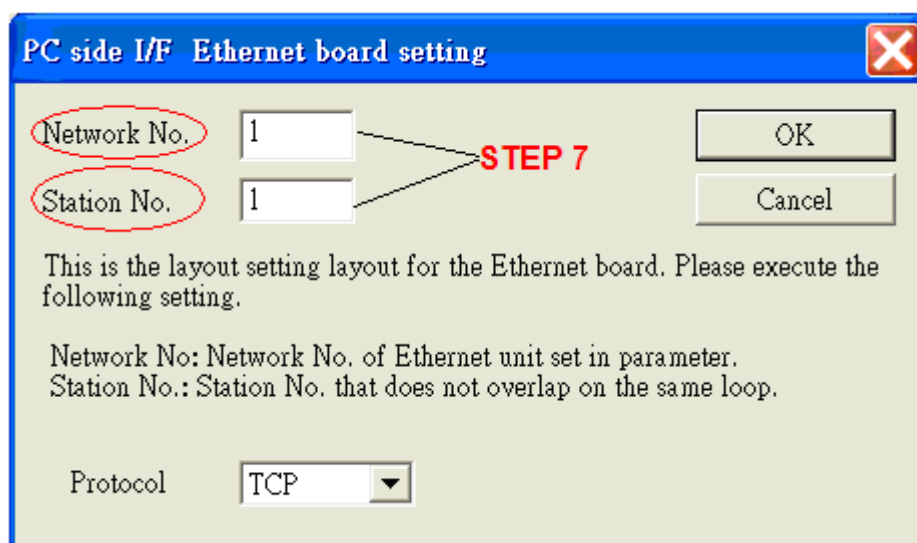 PC side I/F Ethernet board setting
Network No. 1
STEP 7
OK
Station No. 1
Cancel
This is the layout setting layout for the Ethernet board. Please execute the
following setting.
Network No: Network No. of Ethernet unit set in parameter.
Station No.: Station No. that does not overlap on the same loop.
Protocol TCP